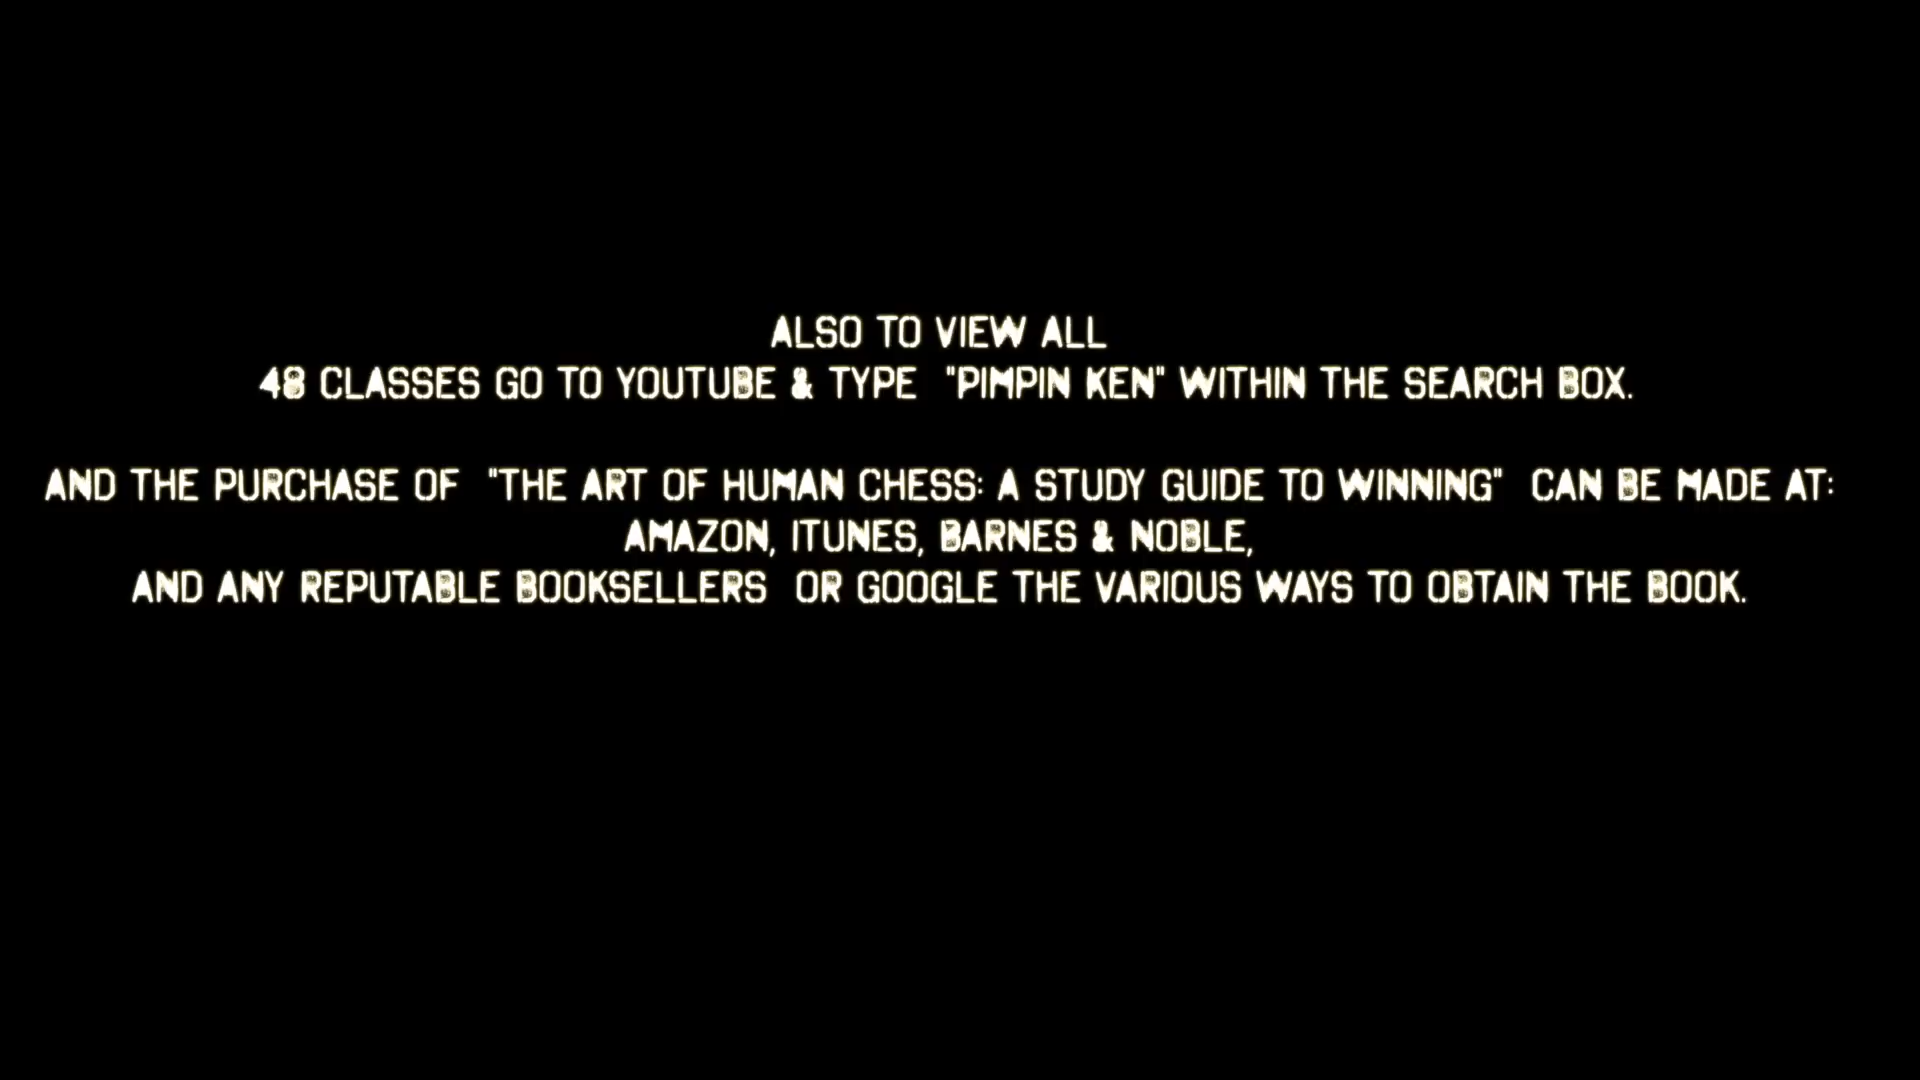 ALSO TO VIEW ALL
48 CLASSES GO TO YOUTUBE & TYPE "PIMPIN KEN" WITHIN THE SEARCH BOX.
AND THE PURCHASE OF "THE ART OF HUMAN CHESS: A STUDY GUIDE TO WINNING" CAN BE MADE AT:
AMAZON, ITUNES, BARNES & NOBLE,
AND ANY REPUTABLE BOOKSELLERS OR GOOGLE THE VARIOUS WAYS TO OBTAIN THE BOOK.